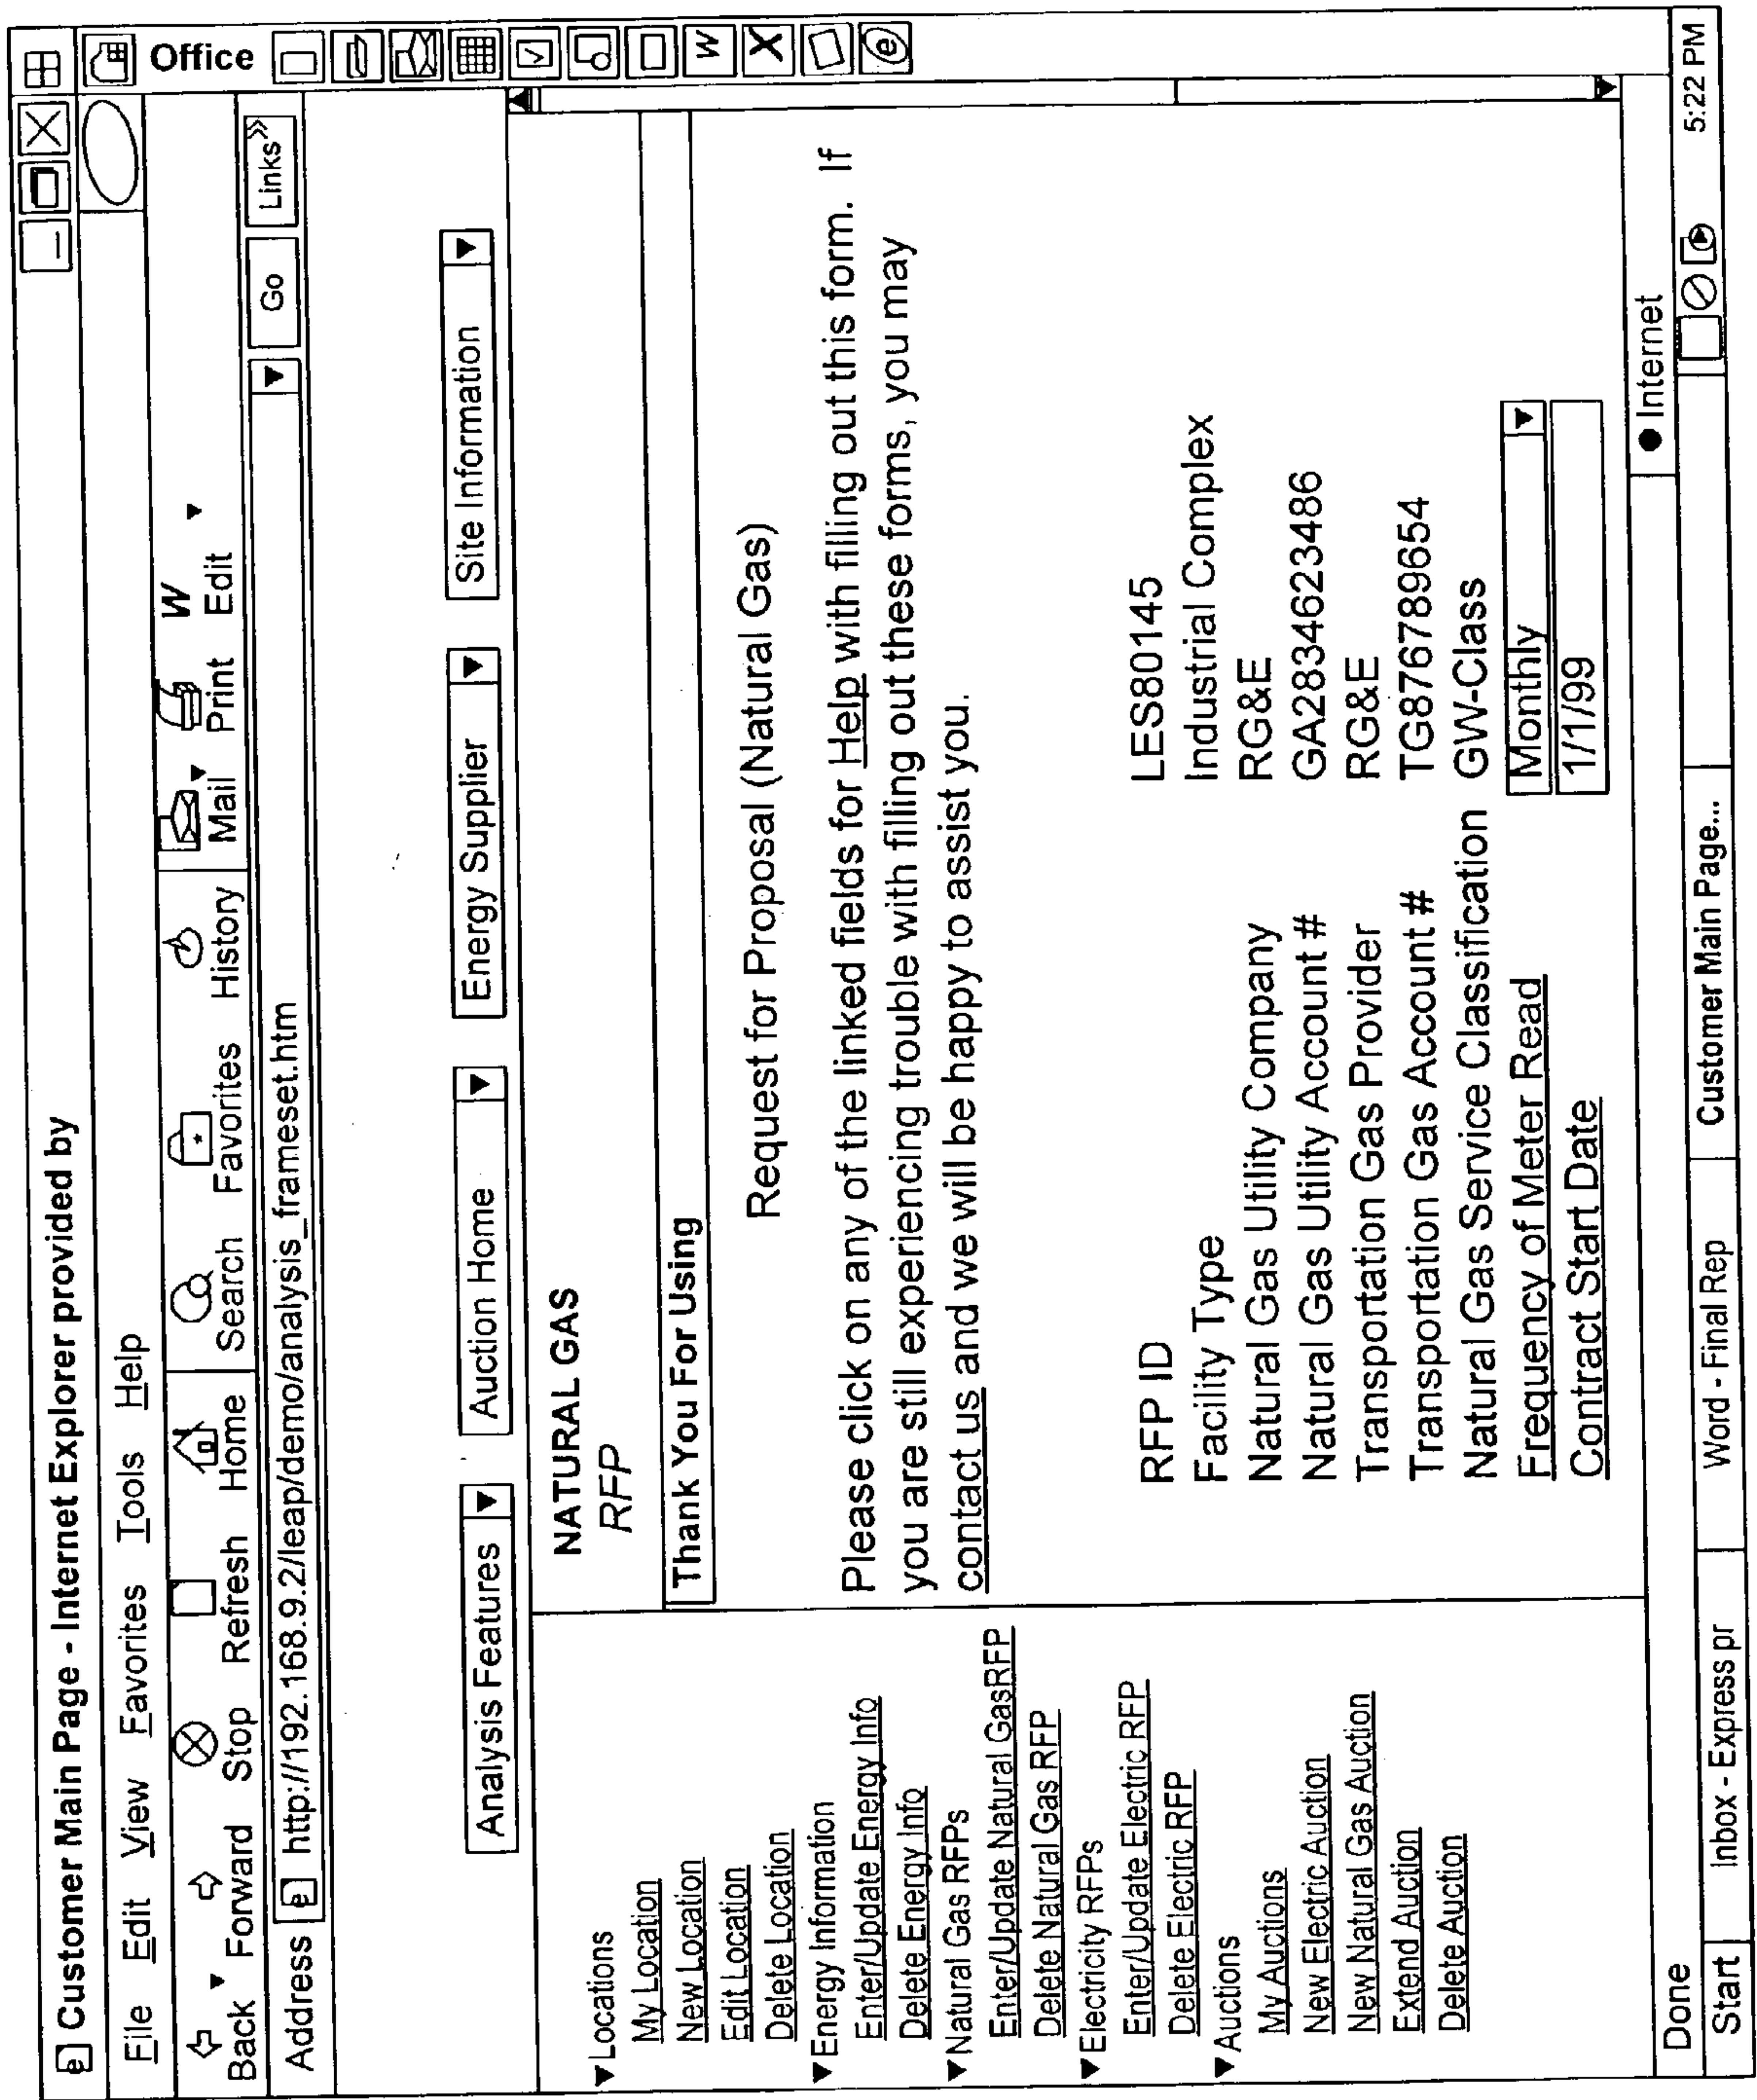 Customer Main Page - Internet Explorer provided by
Office
File Edit View Favorites Tools Help
Back Forward Stop Refresh Home Search Favorites History Mail Print Edit
Address http://192.168.9.2/leap/demo/analysis_frameset.htm Go Links
Analysis Features Auction Home Energy Supplier Site Information
Locations
My Location
New Location
Edit Location
Delete Location
Energy Information
Enter/Update Energy Info
Delete Energy Info
Natural Gas RFPs
Enter/Update Natural GasRFP
Delete Natural Gas RFP
Electricity RFPs
Enter/Update Electric RFP
Delete Electric RFP
Auctions
My Auctions
New Electric Auction
New Natural Gas Auction
Extend Auction
Delete Auction
NATURAL GAS
RFP
Thank You For Using
Request for Proposal (Natural Gas)
Please click on any of the linked fields for Help with filling out this form. If
you are still experiencing trouble with filling out these forms, you may
contact us and we will be happy to assist you.
RFP ID LES80145
Facility Type Industrial Complex
Natural Gas Utility Company RG&E
Natural Gas Utility Account # GA28346234​86
Transportation Gas Provider RG&E
Transportation Gas Account # TG876789654
Natural Gas Service Classification GW-Class
Frequency of Meter Read Monthly
Contract Start Date 1/1/99
Done Internet
Start Inbox - Express pr Word - Final Rep Customer Main Page... 5:22 PM